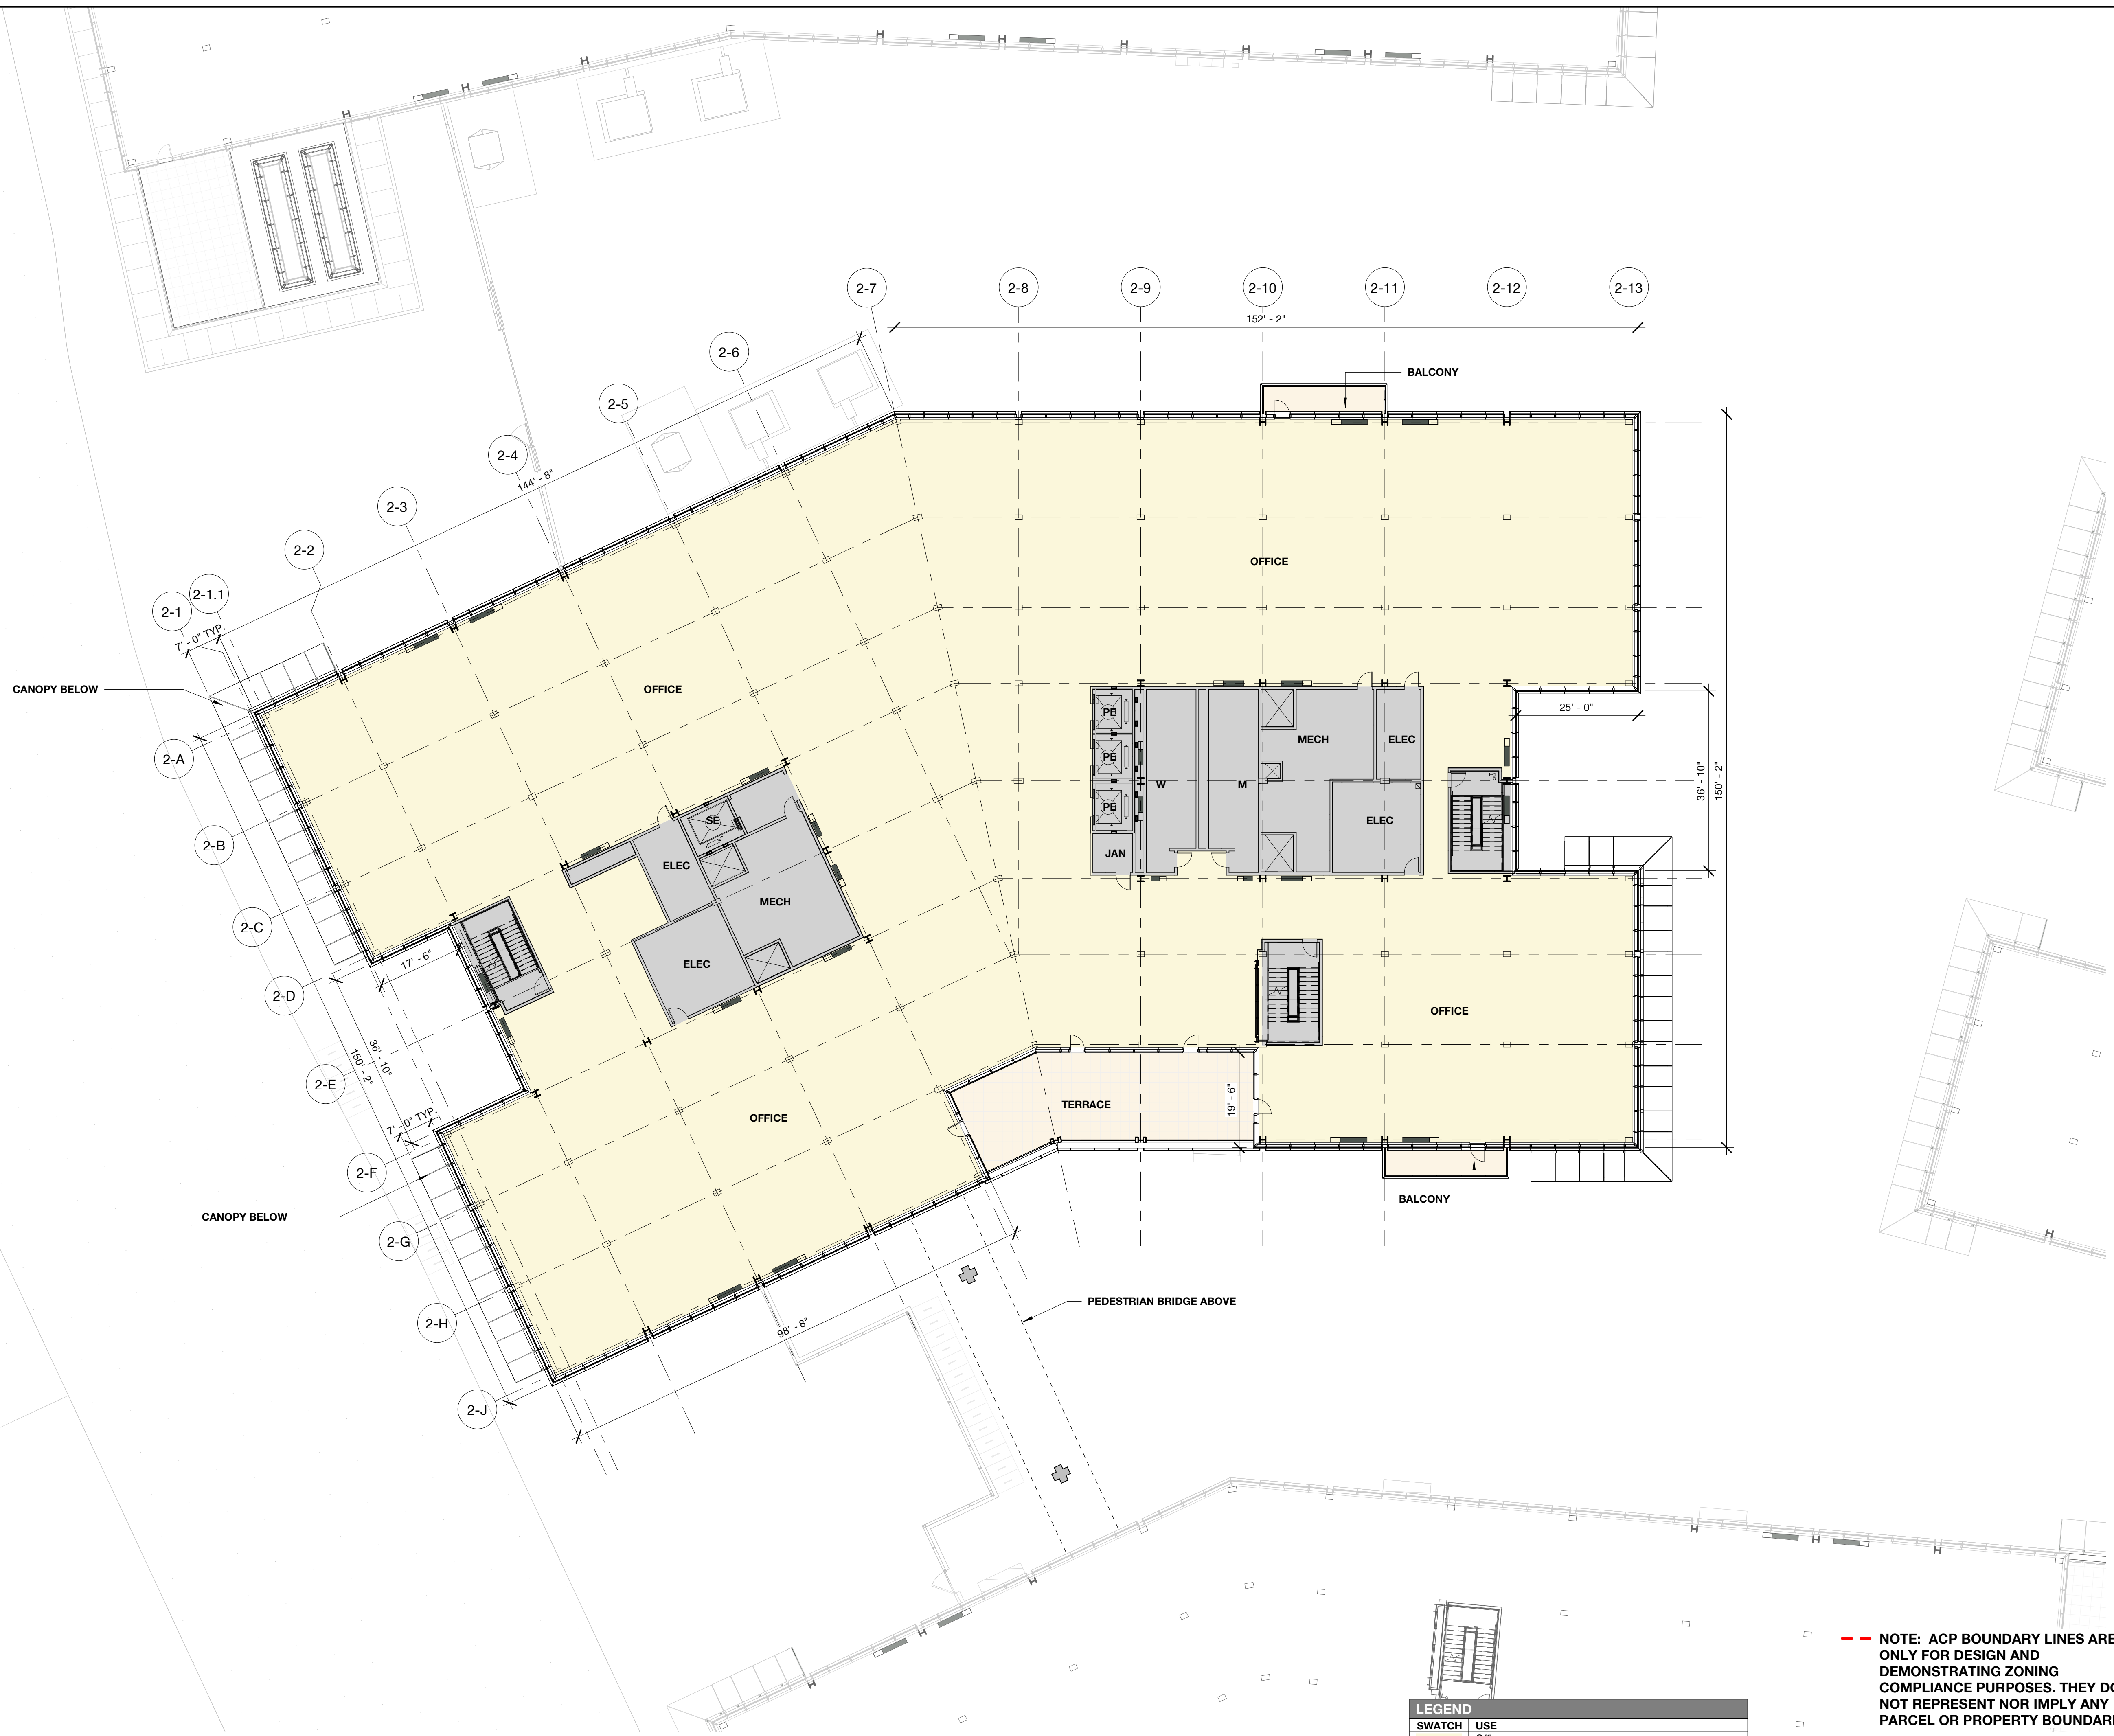 2-7
2-8
2-9
2-10
2-11
2-12
2-13
152' - 2"
2-6
BALCONY
2-5
2-4
144' - 8"
2-3
2-2
OFFICE
2-1.1
2-1
7' - 0" TYP.
CANOPY BELOW
OFFICE
25' - 0"
PE
MECH
ELEC
2-A
PE
36' - 10"
150' - 2"
W
M
PE
SE
ELEC
2-B
JAN
ELEC
MECH
2-C
ELEC
17' - 6"
2-D
OFFICE
36' - 10"
150' - 2"
2-E
19' - 6"
TERRACE
7' - 0" TYP.
OFFICE
2-F
BALCONY
CANOPY BELOW
2-G
PEDESTRIAN BRIDGE ABOVE
2-H
98' - 8"
2-J
NOTE: ACP BOUNDARY LINES ARE
ONLY FOR DESIGN AND
DEMONSTRATING ZONING
COMPLIANCE PURPOSES. THEY DO
NOT REPRESENT NOR IMPLY ANY
PARCEL OR PROPERTY
LEGEND
SWATCH USE